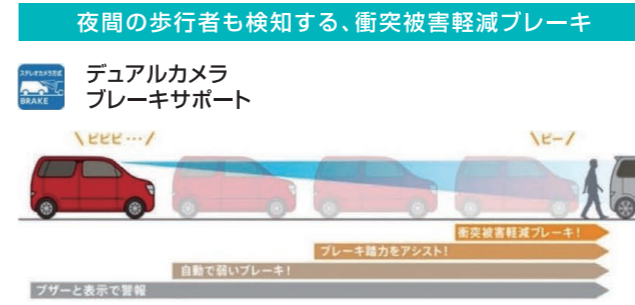 夜間の歩行者も検知する、衝突被害軽減ブレーキ
ステレオカメラ方式
BRAKE
デュアルカメラ
ブレーキサポート
ピピピ…
ピー
衝突被害軽減ブレーキ!
ブレーキ踏力をアシスト!
自動で弱いブレーキ!
ブザーと表示で警報